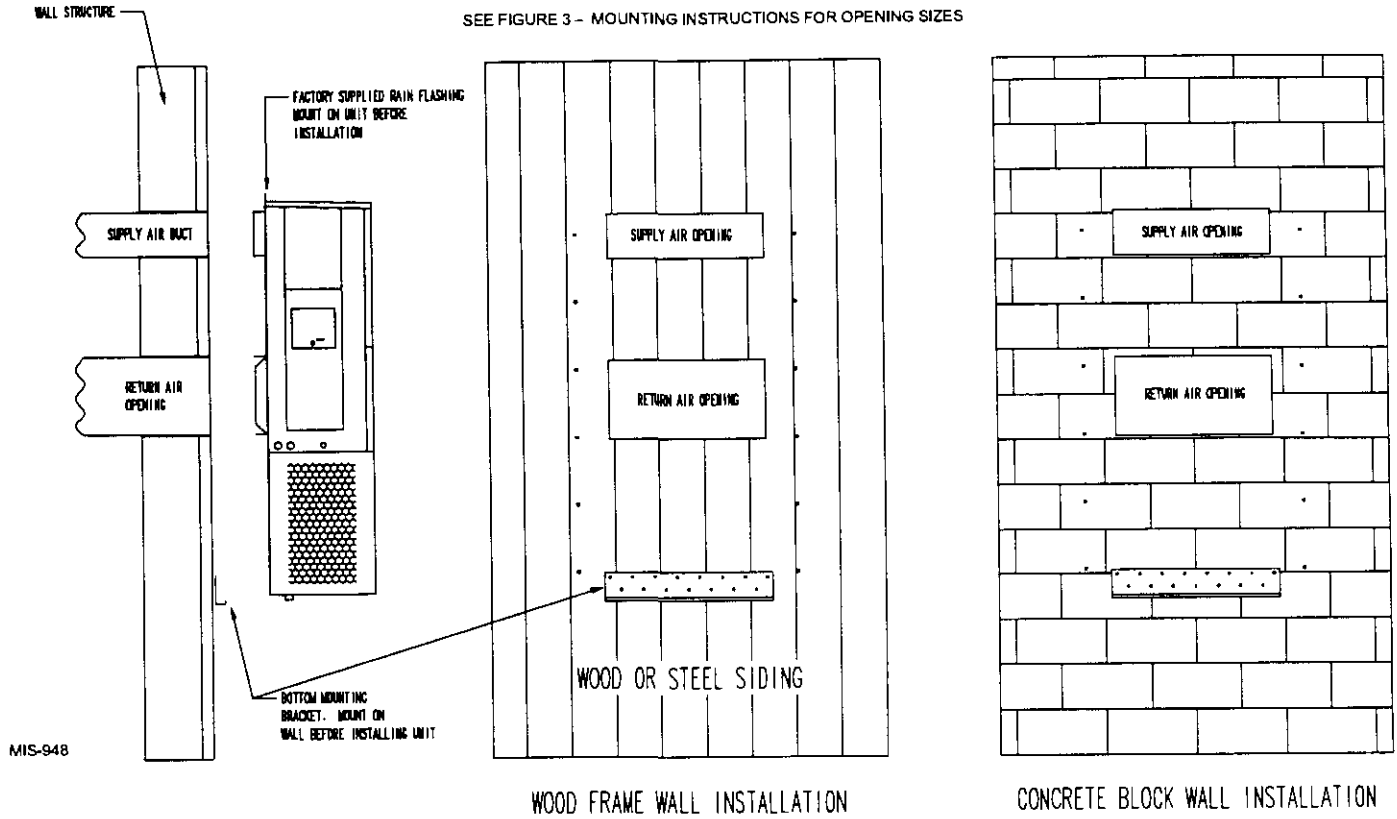 WALL STRUCTURE
SEE FIGURE 3 – MOUNTING INSTRUCTIONS FOR OPENING SIZES
FACTORY SUPPLIED RAIN FLASHING
MOUNT ON UNIT BEFORE
INSTALLATION
SUPPLY AIR DUCT
RETURN AIR
OPENING
BOTTOM MOUNTING
BRACKET. MOUNT ON
WALL BEFORE INSTALLING UNIT
MIS-948
SUPPLY AIR OPENING
RETURN AIR OPENING
WOOD OR STEEL SIDING
WOOD FRAME WALL INSTALLATION
SUPPLY AIR OPENING
RETURN AIR OPENING
CONCRETE BLOCK WALL INSTALLATION